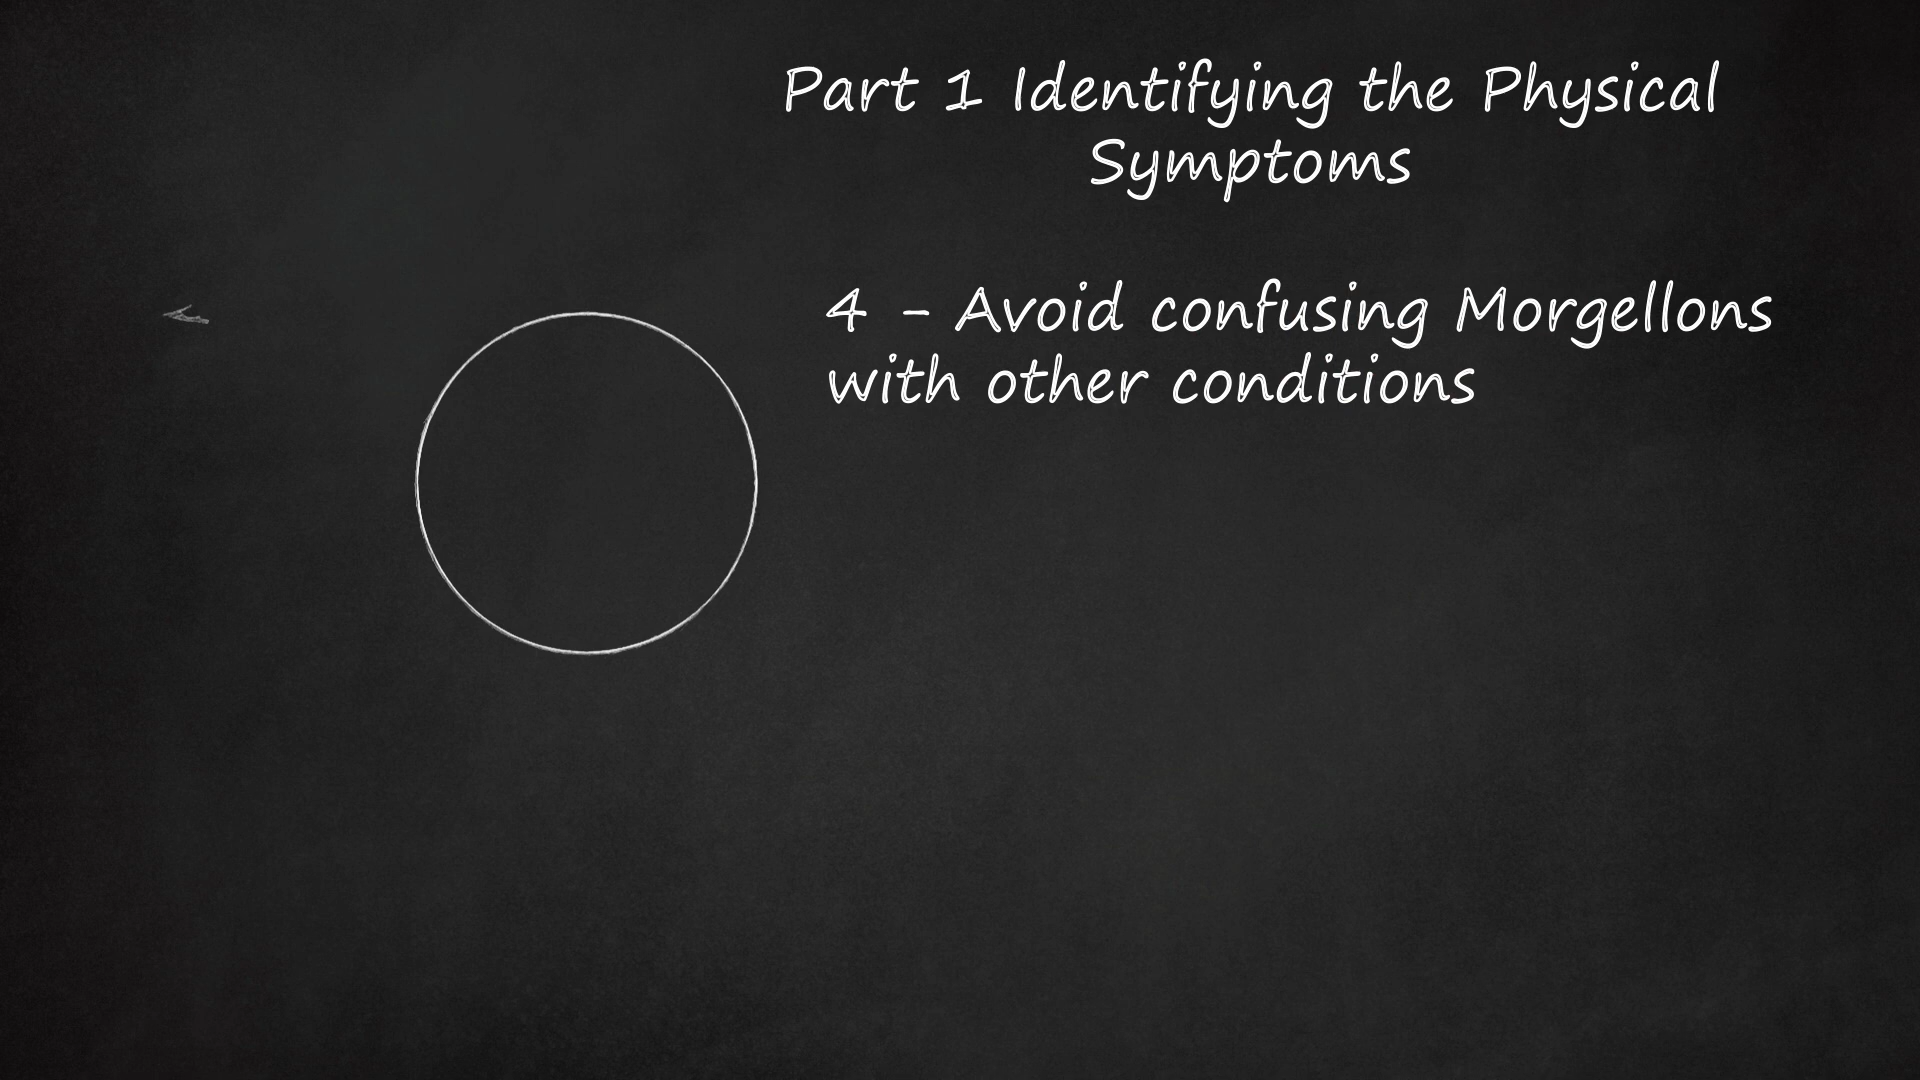 Part 1 Identifying the Physical
Symptoms
4 - Avoid confusing Morgellons
with other conditions